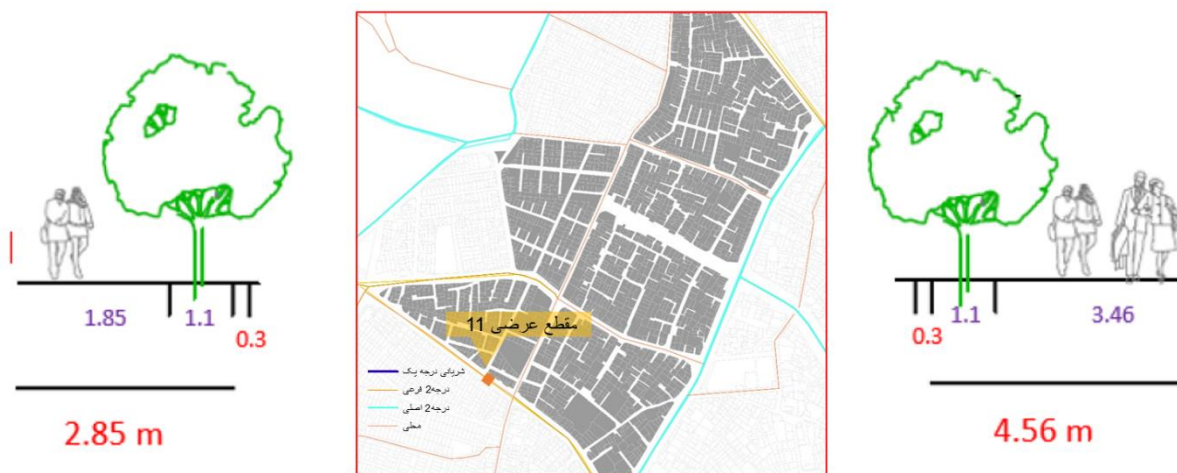 1.85
1.1
0.3
2.85 m
مقطع عرضی 11
شریانی درجه یک
درجه2 فرعی
درجه2 اصلی
محلی
0.3
1.1
3.46
4.56 m